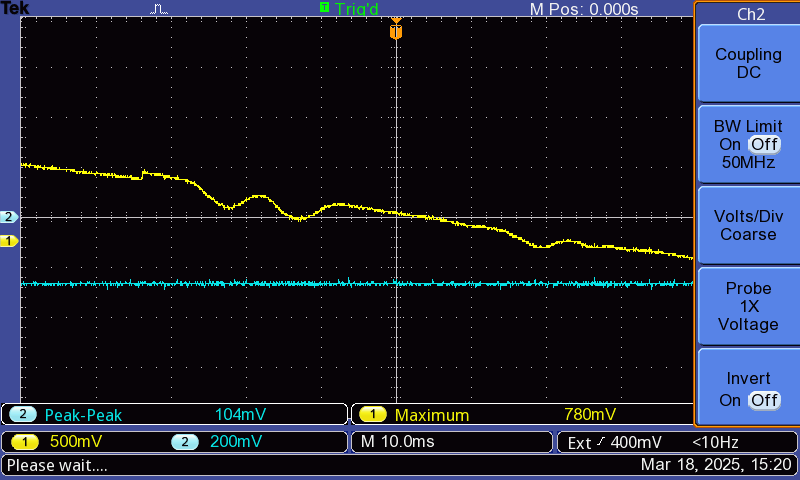 Tek T Trig'd M Pos: 0.000s
T
Ch2
Coupling
DC
BW Limit
On Off
50MHz
Volts/Div
Coarse
Probe
1X
Voltage
Invert
On Off
2
1
2 Peak-Peak 104mV 1 Maximum 780mV
1 500mV 2 200mV M 10.0ms Ext 400mV <10Hz
Please wait.... Mar 18, 2025, 15:20